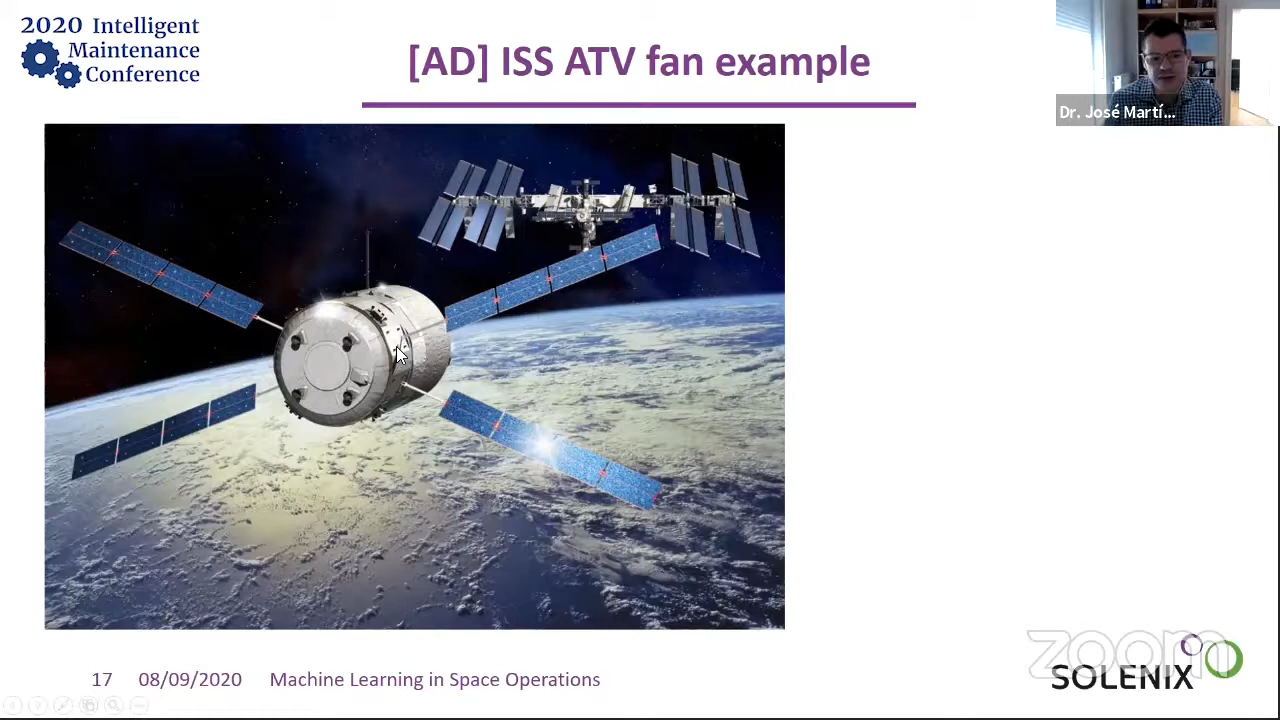 2020 Intelligent
Maintenance
Conference
[AD] ISS ATV fan example
Dr. José Martí...
zoom
SOLENIX
17 08/09/2020 Machine Learning in Space Operations